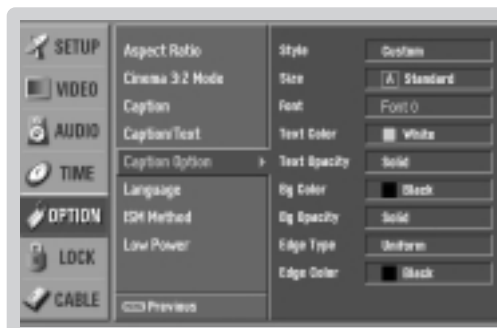 SETUP
VIDEO
AUDIO
TIME
OPTION
LOCK
CABLE
Aspect Ratio
Cinema 3:2 Mode
Caption
Caption/Text
Caption Option
Language
ISM Method
Low Power
Previous
Style Custom
Size A Standard
Font Font 0
Text Color White
Text Opacity Solid
Bg Color Black
Bg Opacity Solid
Edge Type Uniform
Edge Color Black